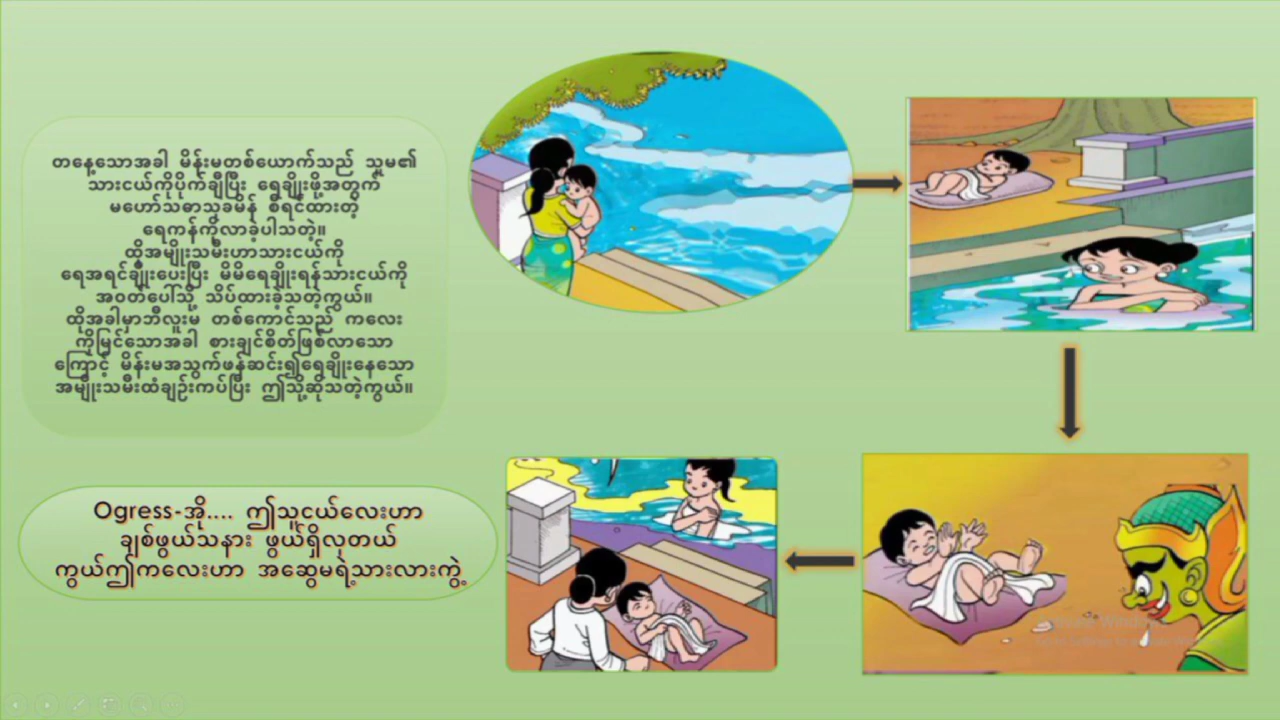 တနေ့သောအခါ မိန်းမတစ်ယောက်သည် သူမ၏
သားငယ်ကိုပိုက်ချီပြီး ရေချိုးဖို့အတွက်
မဟော်သဓာသုခမိန် စီရင်ထားတဲ့
ရေကန်ကိုလာခဲ့ပါသတဲ့။
ထိုအမျိုးသမီးဟာသားငယ်ကို
ရေအရင်ချိုးပေးပြီး မိမိရေချိုးရန်သားငယ်ကို
အဝတ်ပေါ်သို့ သိပ်ထားခဲ့သတဲ့ကွယ်။
ထိုအခါမှာဘီလူးမ တစ်ကောင်သည် ကလေး
ကိုမြင်သောအခါ စားချင်စိတ်ဖြစ်လာသော
ကြောင့် မိန်းမအသွက်ဖန်ဆင်း၍ရေချိုးနေသော
အမျိုးသမီးထံချဉ်းကပ်ပြီး ဤသို့ဆိုသတဲ့ကွယ်။
Ogress-အို.... ဤသူငယ်လေးဟာ
ချစ်ဖွယ်သနား ဖွယ်ရှိလှတယ်
ကွယ်ဤကလေးဟာ အဆွေမရဲ့သားလားကွဲ့